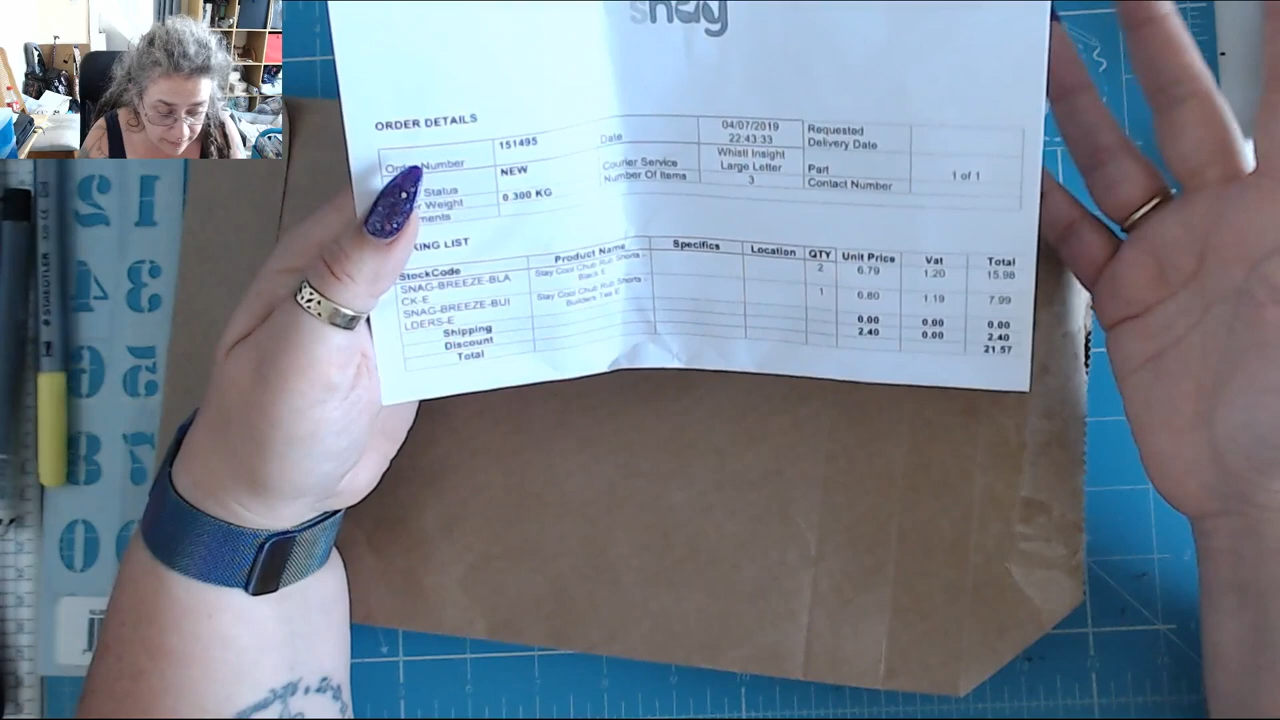 snag
ORDER DETAILS
Order Number 151495 Date 04/07/2019 22:43:33 Requested Delivery Date
Status NEW Courier Service Whistl Insight Large Letter Part 1 of 1
Weight 0.300 KG Number Of Items 3 Contact Number
ments
KING LIST
StockCode Product Name Specifics Location QTY Unit Price Vat Total
SNAG-BREEZE-BLA Stay Cool Chub Rub Shorts - 2 6.79 1.20 15.98
CK-E Black E
SNAG-BREEZE-BUI Stay Cool Chub Rub Shorts - 1 6.80 1.19 7.99
LDERS-E Builders Tea E
Shipping 0.00 0.00 0.00
Discount 2.40 0.00 2.40
Total 21.57
STAEDTLER
1 2
3 4
5 6
7 8
0